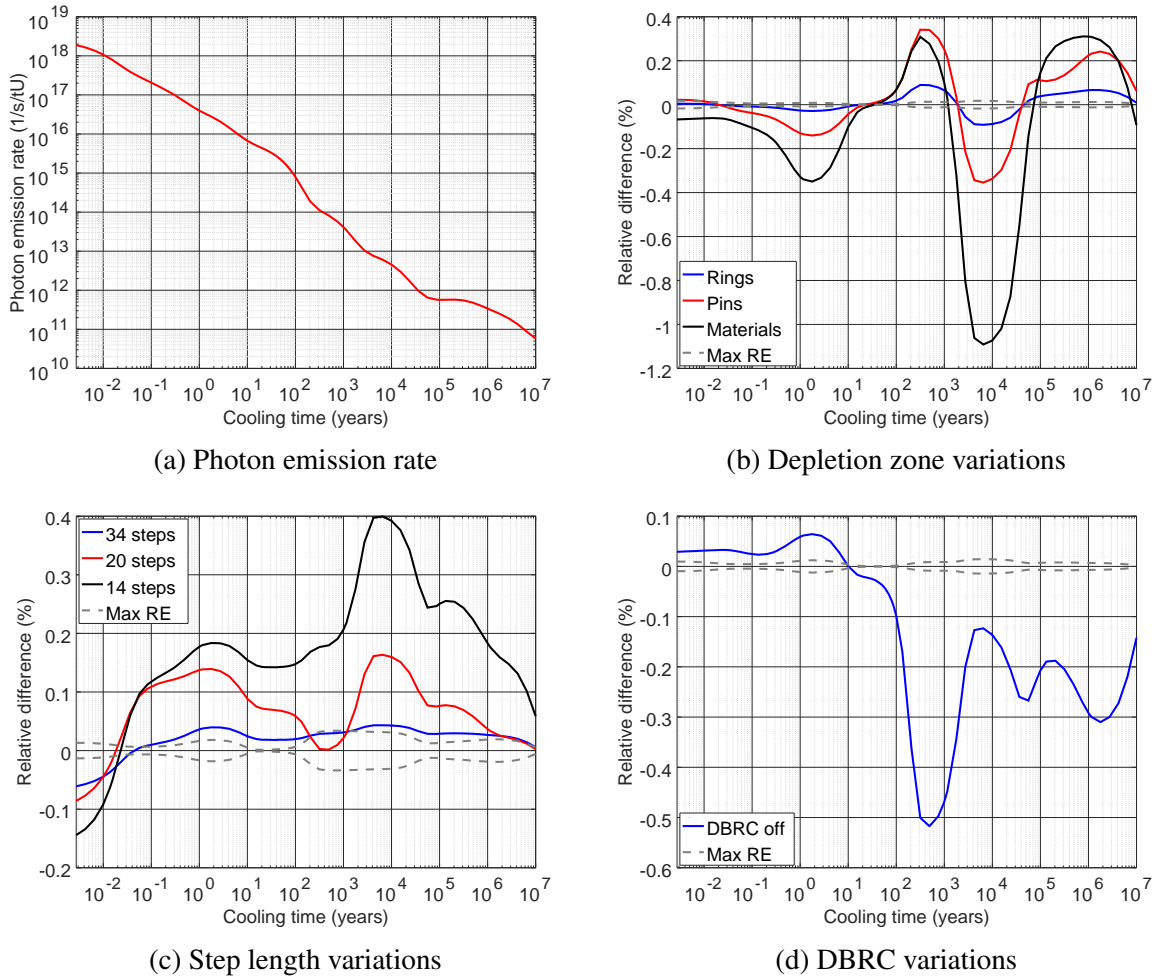 10^19
10^18
10^17
10^16
10^15
10^14
10^13
10^12
10^11
10^10
Photon emission rate (1/s/tU)
10^-2 10^-1 10^0 10^1 10^2 10^3 10^4 10^5 10^6 10^7
Cooling time (years)
(a) Photon emission rate
0.4
0.2
0
-0.2
-0.4
-0.6
-0.8
-1
-1.2
Relative difference (%)
Rings
Pins
Materials
Max RE
10^-2 10^-1 10^0 10^1 10^2 10^3 10^4 10^5 10^6 10^7
Cooling time (years)
(b) Depletion zone variations
0.4
0.3
0.2
0.1
0
-0.1
-0.2
Relative difference (%)
34 steps
20 steps
14 steps
Max RE
10^-2 10^-1 10^0 10^1 10^2 10^3 10^4 10^5 10^6 10^7
Cooling time (years)
(c) Step length variations
0.1
0
-0.1
-0.2
-0.3
-0.4
-0.5
-0.6
Relative difference (%)
DBRC off
Max RE
10^-2 10^-1 10^0 10^1 10^2 10^3 10^4 10^5 10^6 10^7
Cooling time (years)
(d) DBRC variations